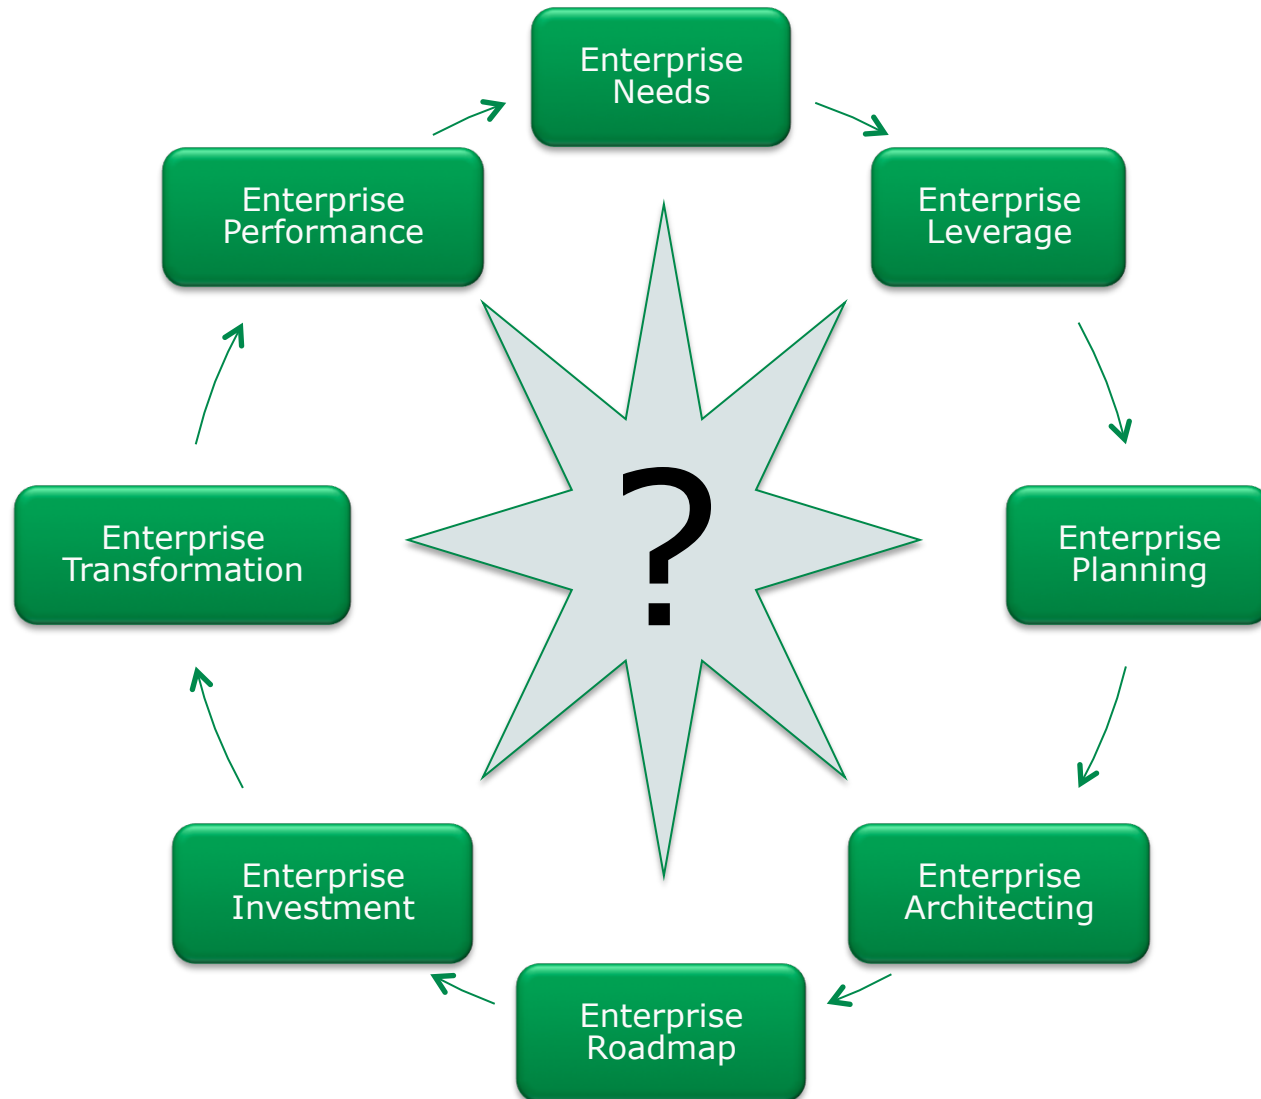 Enterprise
Needs
Enterprise
Leverage
Enterprise
Planning
Enterprise
Architecting
Enterprise
Roadmap
Enterprise
Investment
Enterprise
Transformation
Enterprise
Performance
?